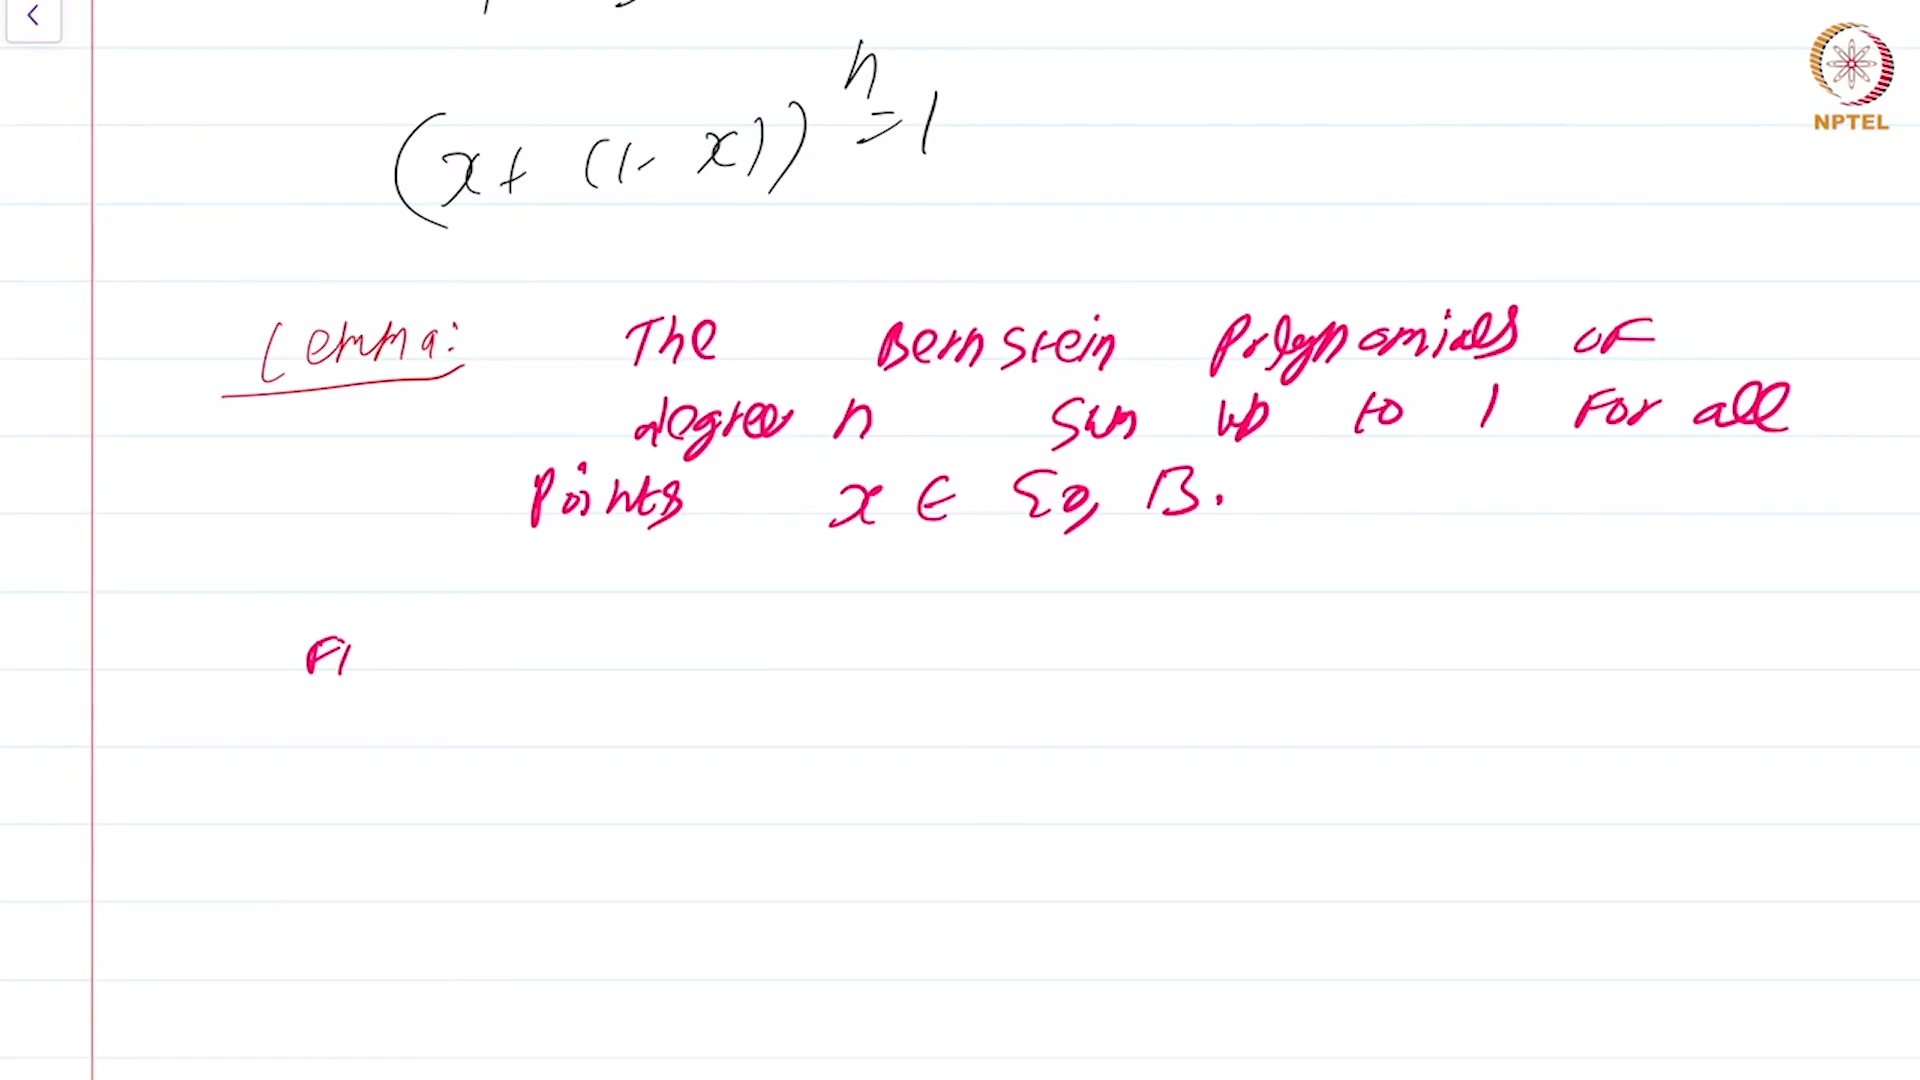 (x + (1 - x))^n = 1
NPTEL
Lemma: The Bernstein Polynomials of
degree n sum up to 1 for all
points x ∈ [0, 1].
Fi